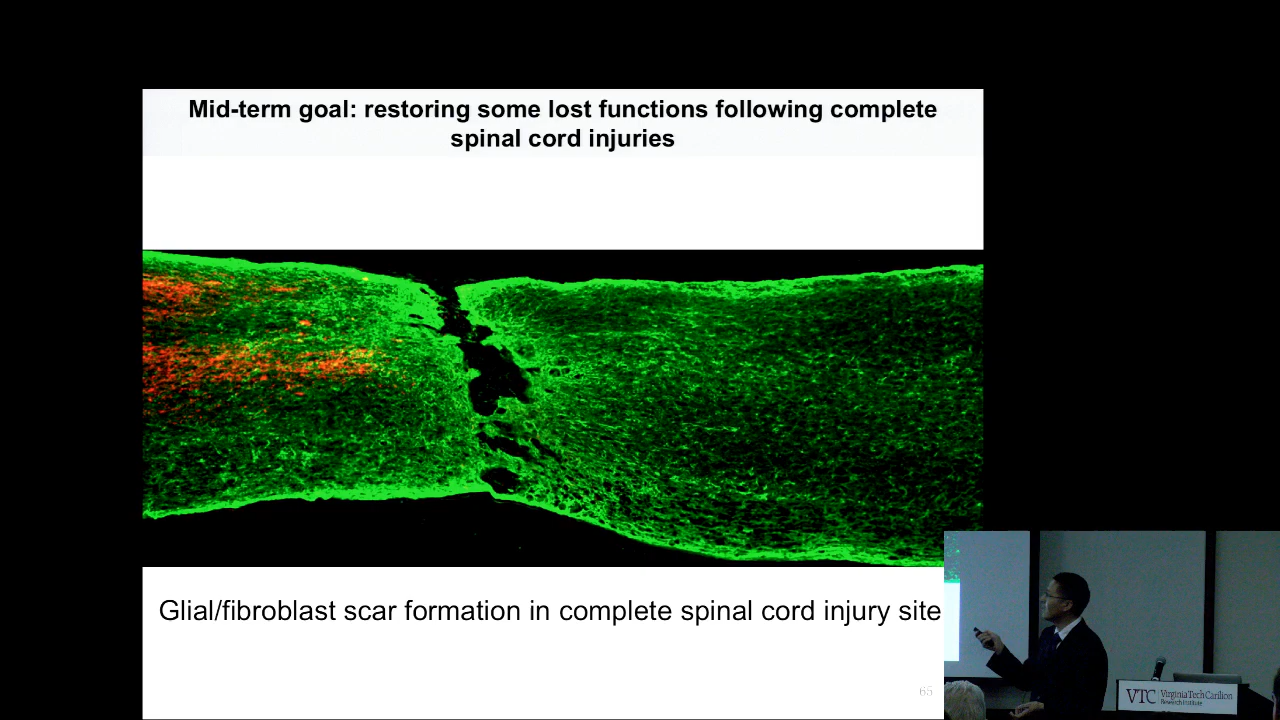 Mid-term goal: restoring some lost functions following complete
spinal cord injuries
Glial/fibroblast scar formation in complete spinal cord injury site
65
VTC Virginia Tech Carilion
Research Institute